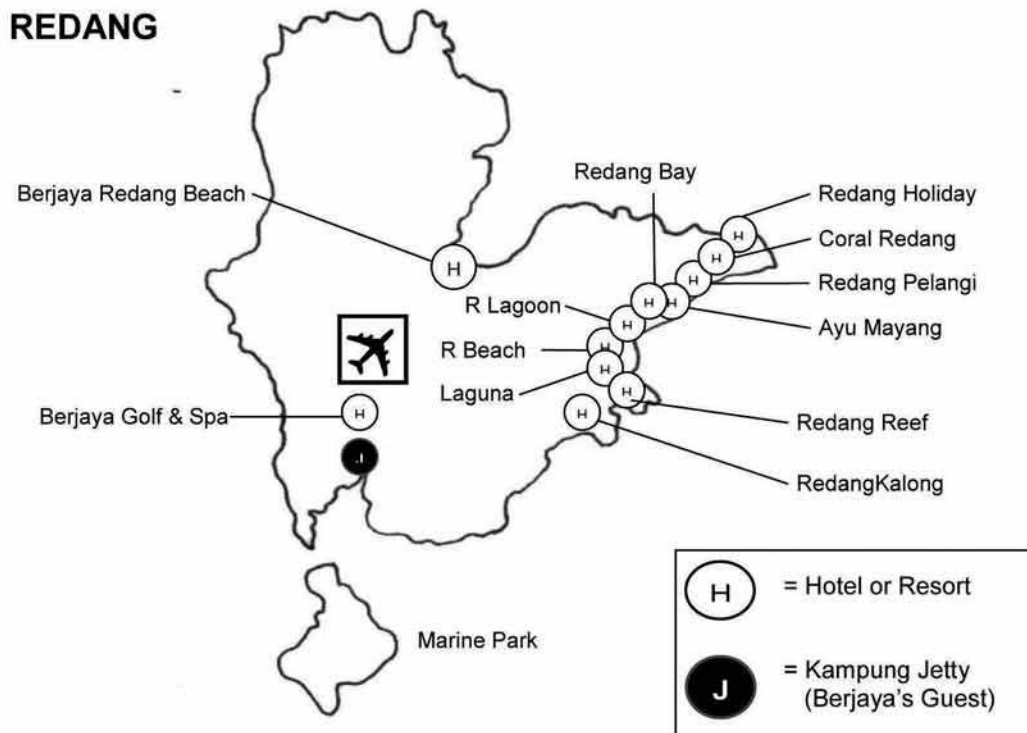 REDANG
Redang Bay
Berjaya Redang Beach
Redang Holiday
Coral Redang
Redang Pelangi
R Lagoon
Ayu Mayang
R Beach
Laguna
Berjaya Golf & Spa
Redang Reef
RedangKalong
H
H
H
H
H
H
H
H
H
H
H
H
J
Marine Park
H = Hotel or Resort
J = Kampung Jetty
(Berjaya's Guest)